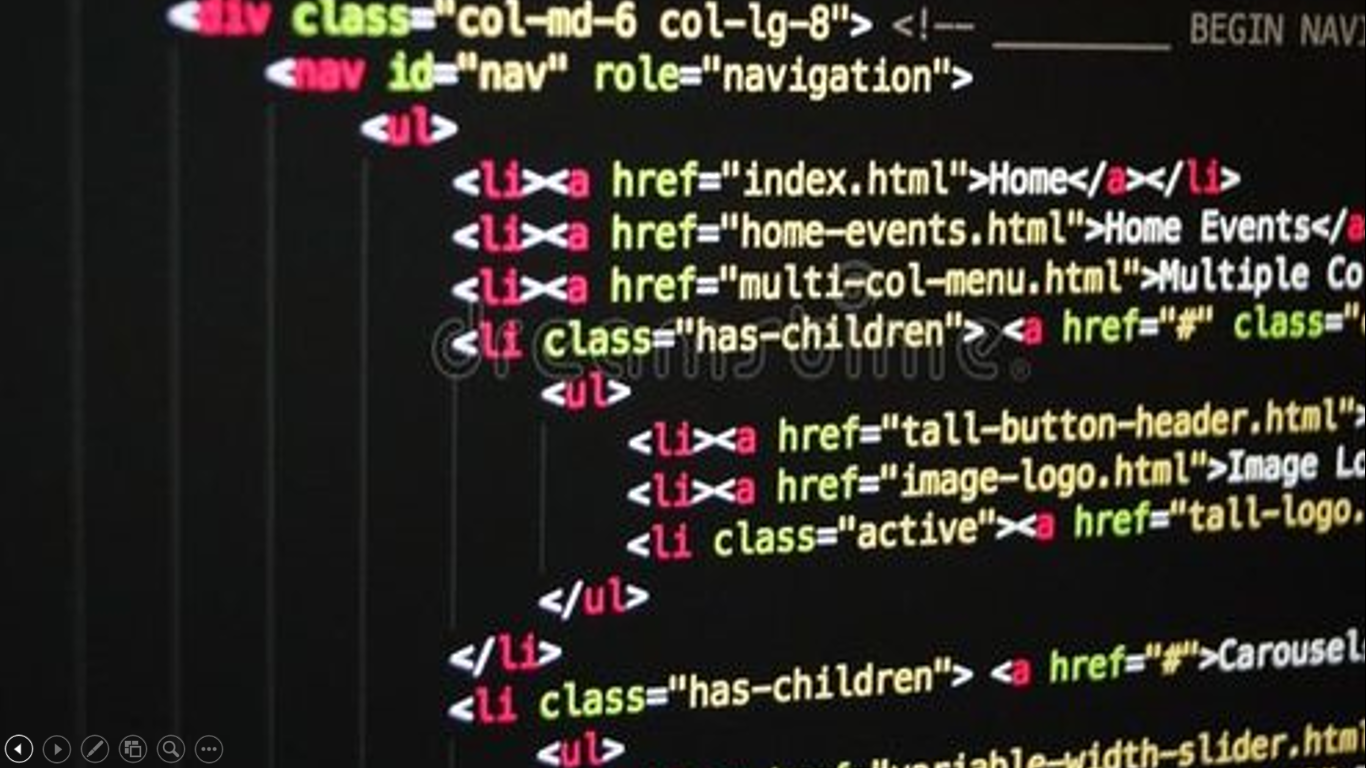 <div class="col-md-6 col-lg-8"> <!-- ________ BEGIN NAVI
<nav id="nav" role="navigation">
<ul>
<li><a href="index.html">Home</a></li>
<li><a href="home-events.html">Home Events</a
<li><a href="multi-col-menu.html">Multiple Co
<li class="has-children"> <a href="#" class="
dreamstime.
<ul>
<li><a href="tall-button-header.html">
<li><a href="image-logo.html">Image Lo
<li class="active"><a href="tall-logo.
</ul>
</li>
<li class="has-children"> <a href="#">Carousel
<ul>
href="variable-width-slider.html